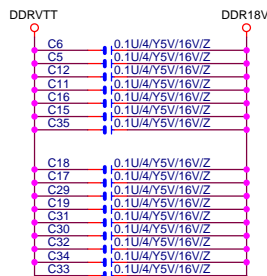 DDRVTT DDR18V
C6 0.1U/4/Y5V/16V/Z
C5 0.1U/4/Y5V/16V/Z
C12 0.1U/4/Y5V/16V/Z
C11 0.1U/4/Y5V/16V/Z
C16 0.1U/4/Y5V/16V/Z
C15 0.1U/4/Y5V/16V/Z
C35 0.1U/4/Y5V/16V/Z
C18 0.1U/4/Y5V/16V/Z
C17 0.1U/4/Y5V/16V/Z
C29 0.1U/4/Y5V/16V/Z
C19 0.1U/4/Y5V/16V/Z
C31 0.1U/4/Y5V/16V/Z
C30 0.1U/4/Y5V/16V/Z
C32 0.1U/4/Y5V/16V/Z
C34 0.1U/4/Y5V/16V/Z
C33 0.1U/4/Y5V/16V/Z